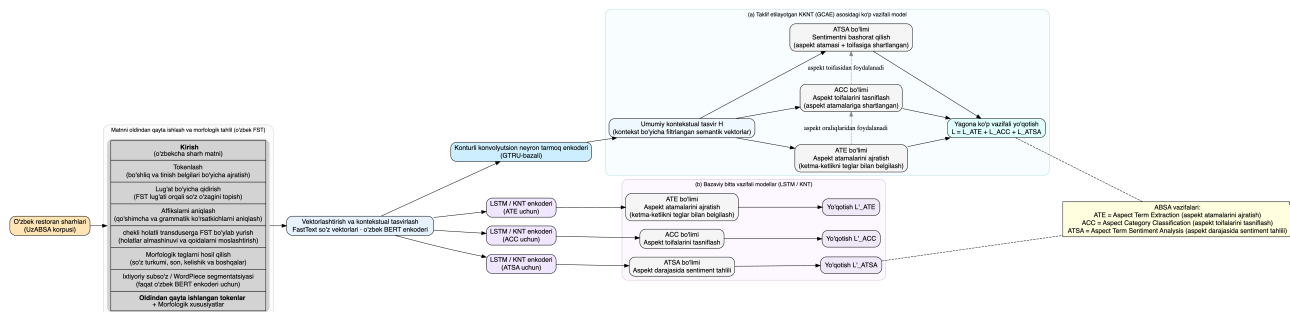 (a) Taklif etilayotgan KKNT (GCAE) asosidagi ko'p vazifali model
ATSA bo'limi
Sentimentni bashorat qilish
(aspekt atamasi + toifasiga shartlangan)
aspekt toifasidan foydalanadi
ACC bo'limi
Aspekt toifalarini tasniflash
(aspekt atamalariga shartlangan)
Umumiy kontekstual tasvir H
(kontekst bo'yicha filtrlangan semantik vektorlar)
aspekt oraliqlaridan foydalanadi
Yagona ko'p vazifali yo'qotish
L = L_ATE + L_ACC + L_ATSA
ATE bo'limi
Aspekt atamalarini ajratish
(ketma-ketlikni teglar bilan belgilash)
Konturli konvolyutsion neyron tarmoq enkoderi
(GTRU-bazali)
Matnni oldindan qayta ishlash va morfologik tahlil (o'zbek FST)
Kirish
(o'zbekcha sharh matni)
Tokenlash
(bo'shliq va tinish belgilari bo'yicha ajratish)
Lug'at bo'yicha qidirish
(FST lug'ati orqali so'z o'zagini topish)
Affikslarni aniqlash
(qo'shimcha va grammatik ko'rsatkichlarni aniqlash)
chekli holatli transduserga FST bo'ylab yurish
(holatlar almashinuvi va qoidalarni moslashtirish)
Morfologik teglarni hosil qilish
(so'z turkumi, son, kelishik va boshqalar)
Ixtiyoriy subso'z / WordPiece segmentatsiyasi
(faqat o'zbek BERT enkoderi uchun)
Oldindan qayta ishlangan tokenlar
+ Morfologik xususiyatlar
O'zbek restoran sharhlari
(UzABSA korpusi)
Vektorlashtirish va kontekstual tasvirlash
FastText so'z vektorlari · o'zbek BERT enkoderi
(b) Bazaviy bitta vazifali modellar (LSTM / KNT)
LSTM / KNT enkoderi
(ATE uchun)
ATE bo'limi
Aspekt atamalarini ajratish
(ketma-ketlikni teglar bilan belgilash)
Yo'qotish L'_ATE
LSTM / KNT enkoderi
(ACC uchun)
ACC bo'limi
Aspekt toifalarini tasniflash
Yo'qotish L'_ACC
LSTM / KNT enkoderi
(ATSA uchun)
ATSA bo'limi
Aspekt darajasida sentiment tahlili
Yo'qotish L'_ATSA
ABSA vazifalari:
ATE = Aspect Term Extraction (aspekt atamalarini ajratish)
ACC = Aspect Category Classification (aspekt toifalarini tasniflash)
ATSA = Aspect Term Sentiment Analysis (aspekt darajasida sentiment tahlili)